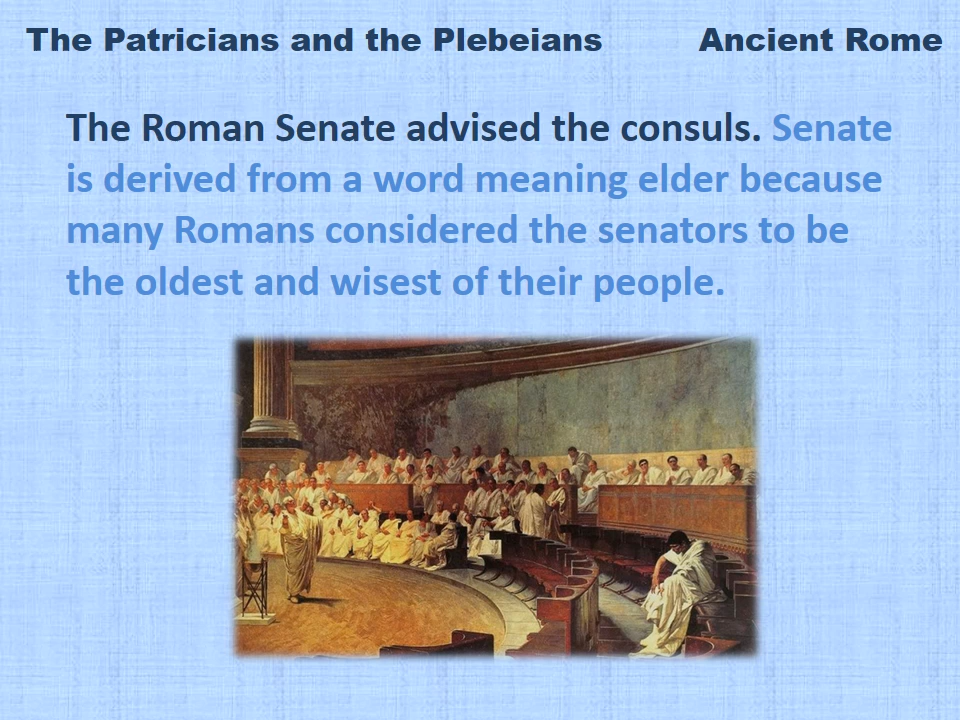 The Patricians and the Plebeians Ancient Rome
The Roman Senate advised the consuls. Senate
is derived from a word meaning elder because
many Romans considered the senators to be
the oldest and wisest of their people.